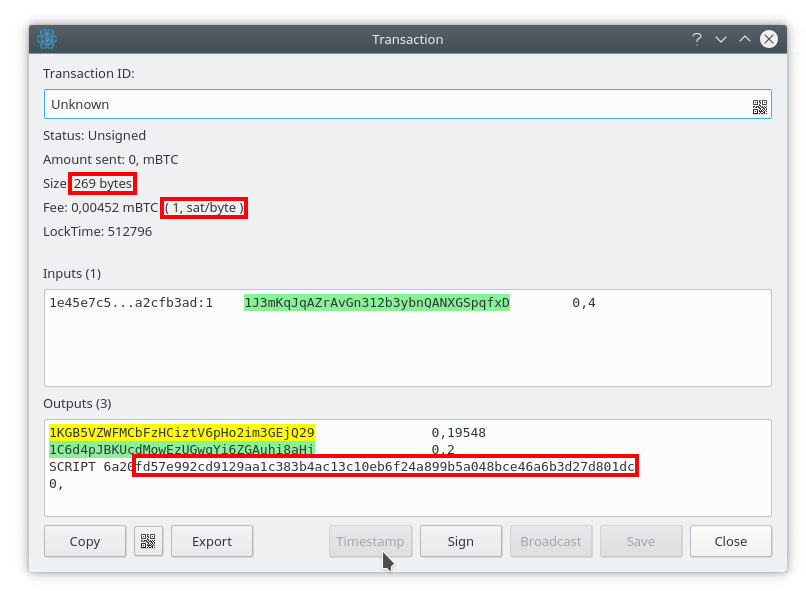 Transaction
Transaction ID:
Unknown
Status: Unsigned
Amount sent: 0, mBTC
Size: 269 bytes
Fee: 0,00452 mBTC ( 1, sat/byte )
LockTime: 512796
Inputs (1)
1e45e7c5...a2cfb3ad:1 1J3mKqJqAZrAvGn312b3ybnQANXGSpqfxD 0,4
Outputs (3)
1KGB5VZWFMCbFzHCiztV6pHo2im3GEjQ29 0,19548
1C6d4pJBKUcdMowEzUGwqYi6ZGAuhi8aHj 0,2
SCRIPT 6a20fd57e992cd9129aa1c383b4ac13c10eb6f24a899b5a048bce46a6b3d27d801dc
0,
Copy Export Timestamp Sign Broadcast Save Close